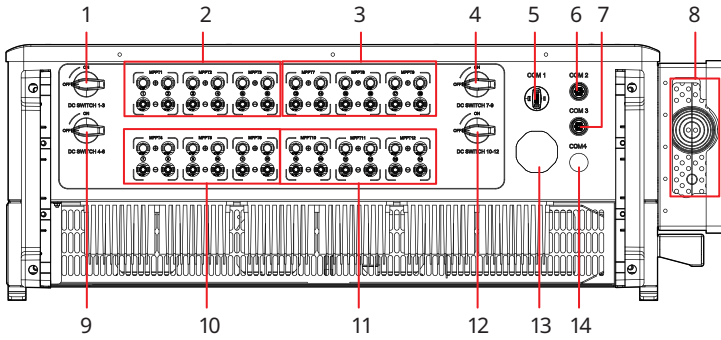 1 2 3 4 5 6 7 8
ON ON
OFF MPPT1 MPPT2 MPPT3 MPPT7 MPPT8 MPPT9 OFF COM 1 COM 2
DC SWITCH 1-3 DC SWITCH 7-9
ON ON COM 3
OFF MPPT4 MPPT5 MPPT6 MPPT10 MPPT11 MPPT12 OFF
DC SWITCH 4-6 DC SWITCH 10-12 COM4
9 10 11 12 13 14